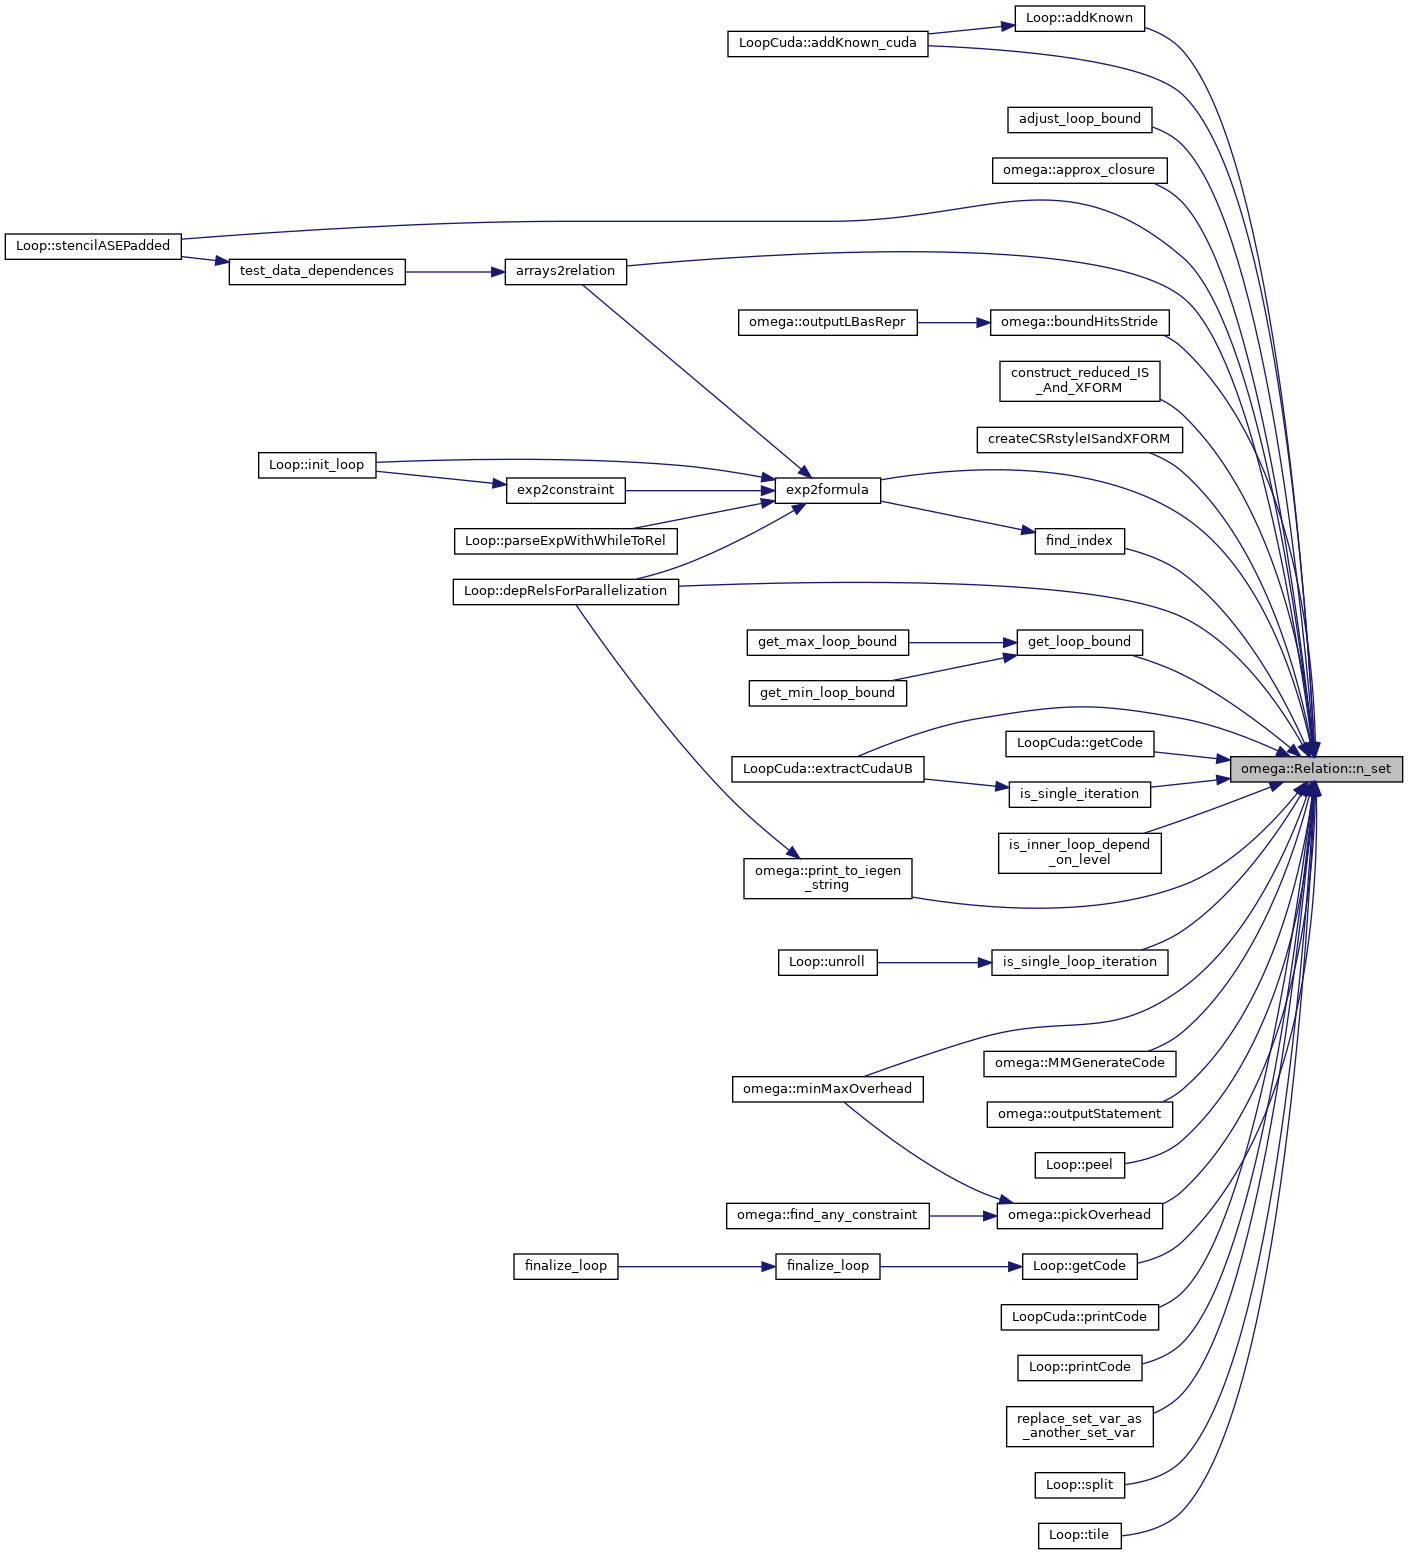 Loop::addKnown
LoopCuda::addKnown_cuda
adjust_loop_bound
omega::approx_closure
Loop::stencilASEPadded
test_data_dependences
arrays2relation
omega::outputLBasRepr
omega::boundHitsStride
construct_reduced_IS
_And_XFORM
createCSRstyleISandXFORM
Loop::init_loop
exp2constraint
exp2formula
Loop::parseExpWithWhileToRel
find_index
Loop::depRelsForParallelization
get_max_loop_bound
get_loop_bound
get_min_loop_bound
LoopCuda::getCode
LoopCuda::extractCudaUB
omega::Relation::n_set
is_single_iteration
is_inner_loop_depend
_on_level
omega::print_to_iegen
_string
Loop::unroll
is_single_loop_iteration
omega::MMGenerateCode
omega::minMaxOverhead
omega::outputStatement
Loop::peel
omega::find_any_constraint
omega::pickOverhead
finalize_loop
finalize_loop
Loop::getCode
LoopCuda::printCode
Loop::printCode
replace_set_var_as
_another_set_var
Loop::split
Loop::tile